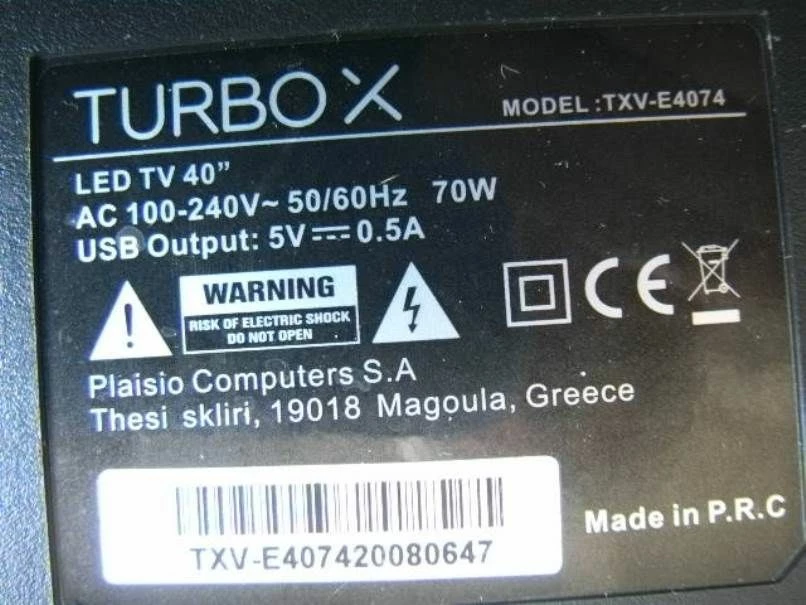 TURBO X
MODEL :TXV-E4074
LED TV 40”
AC 100-240V~ 50/60Hz 70W
USB Output: 5V⎓0.5A
WARNING
RISK OF ELECTRIC SHOCK
DO NOT OPEN
CE
Plaisio Computers S.A
Thesi skliri, 19018 Magoula, Greece
Made in P.R.C
TXV-E407420080647